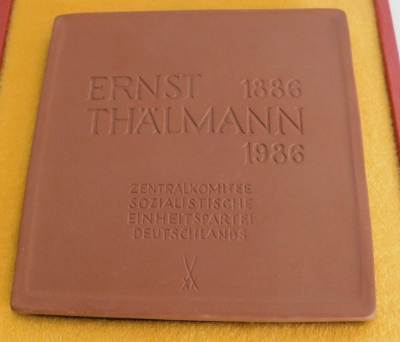 ERNST 1886
THÄLMANN
1986
ZENTRALKOMITEE
SOZIALISTISCHE
EINHEITSPARTEI
DEUTSCHLANDS